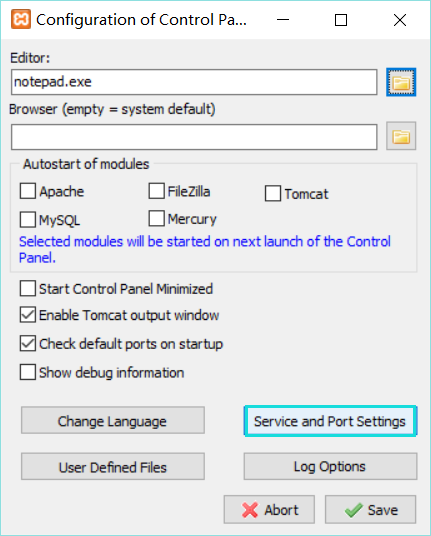 Configuration of Control Pa...
Editor:
notepad.exe
Browser (empty = system default)
Autostart of modules
Apache
FileZilla
Tomcat
MySQL
Mercury
Selected modules will be started on next launch of the Control
Panel.
Start Control Panel Minimized
Enable Tomcat output window
Check default ports on startup
Show debug information
Change Language
Service and Port Settings
User Defined Files
Log Options
Abort
Save